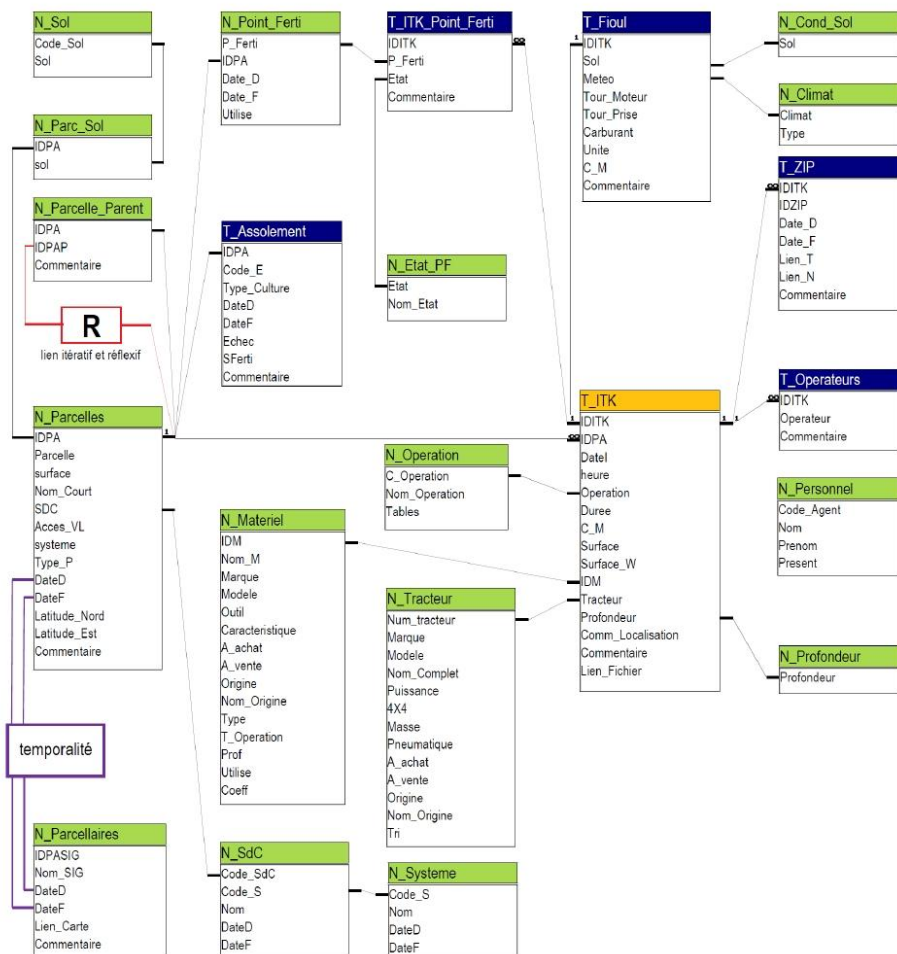 N_Sol
Code_Sol
Sol
N_Parc_Sol
IDPA
sol
N_Parcelle_Parent
IDPA
IDPAP
Commentaire
R
lien itératif et réflexif
N_Parcelles
IDPA
Parcelle
surface
Nom_Court
SDC
Acces_VL
systeme
Type_P
DateD
DateF
Latitude_Nord
Latitude_Est
Commentaire
temporalité
N_Parcellaires
IDPASIG
Nom_SIG
DateD
DateF
Lien_Carte
Commentaire
N_Point_Ferti
P_Ferti
IDPA
Date_D
Date_F
Utilise
T_Assolement
IDPA
Code_E
Type_Culture
DateD
DateF
Echec
SFerti
Commentaire
1
N_Materiel
IDM
Nom_M
Marque
Modele
Outil
Caracteristique
A_achat
A_vente
Origine
Nom_Origine
Type
T_Operation
Prof
Utilise
Coeff
N_SdC
Code_SdC
Code_S
Nom
DateD
DateF
T_ITK_Point_Ferti
IDITK
P_Ferti
Etat
Commentaire
∞
N_Etat_PF
Etat
Nom_Etat
N_Operation
C_Operation
Nom_Operation
Tables
N_Tracteur
Num_tracteur
Marque
Modele
Nom_Complet
Puissance
4X4
Masse
Pneumatique
A_achat
A_vente
Origine
Nom_Origine
Tri
N_Systeme
Code_S
Nom
DateD
DateF
T_Fioul
1
IDITK
Sol
Meteo
Tour_Moteur
Tour_Prise
Carburant
Unite
C_M
Commentaire
T_ITK
1
IDITK
1
1
∞
IDPA
DateI
heure
Operation
Duree
C_M
Surface
Surface_W
IDM
Tracteur
Profondeur
Comm_Localisation
Commentaire
Lien_Fichier
N_Cond_Sol
Sol
N_Climat
Climat
Type
T_ZIP
∞
IDITK
IDZIP
Date_D
Date_F
Lien_T
Lien_N
Commentaire
T_Operateurs
∞
IDITK
Operateur
Commentaire
N_Personnel
Code_Agent
Nom
Prenom
Present
N_Profondeur
Profondeur